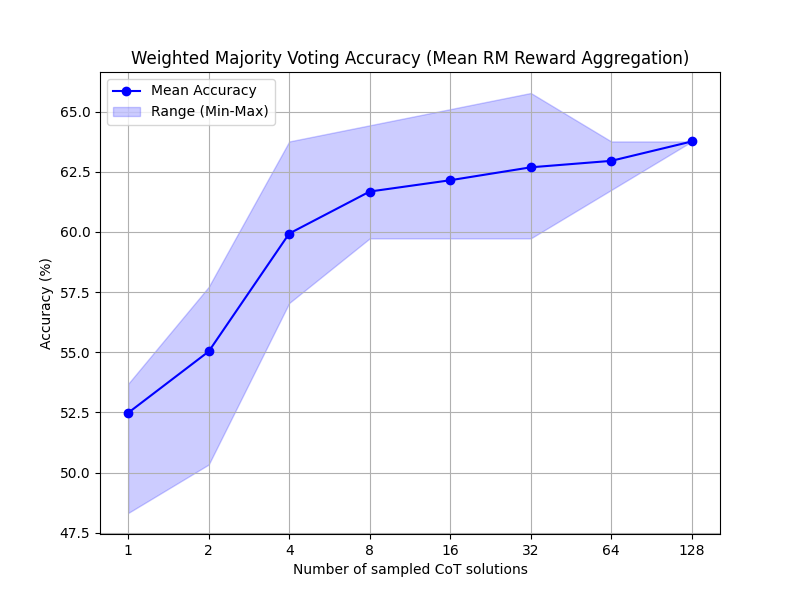 Weighted Majority Voting Accuracy (Mean RM Reward Aggregation)
Mean Accuracy
Range (Min-Max)
65.0
62.5
60.0
57.5
55.0
52.5
50.0
47.5
Accuracy (%)
1 2 4 8 16 32 64 128
Number of sampled CoT solutions